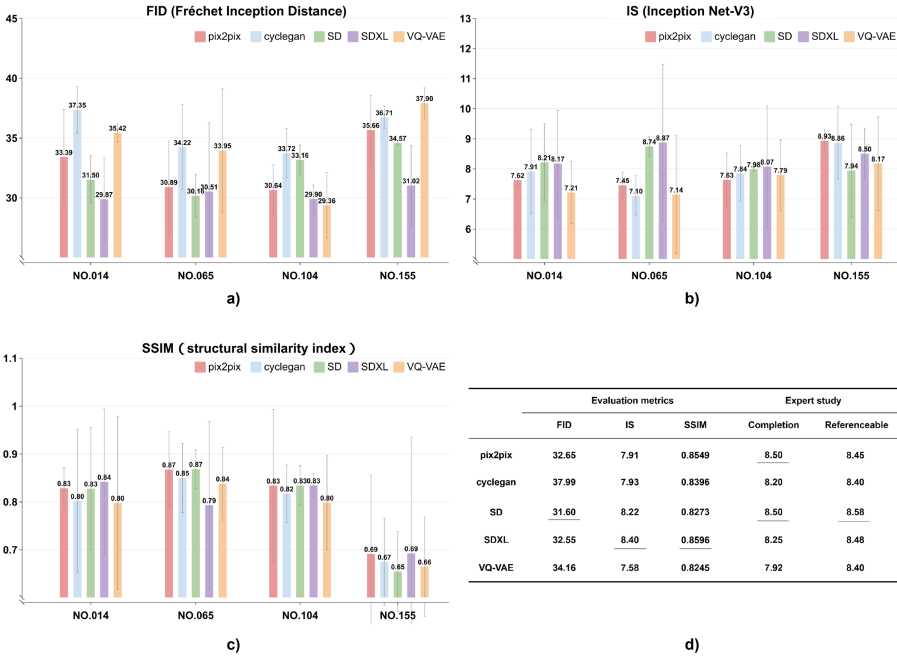 FID (Fréchet Inception Distance)
pix2pix cyclegan SD SDXL VQ-VAE
45
40
35
30
33.39 37.35 31.50 29.87 35.42
30.89 34.22 30.16 30.51 33.95
30.64 33.72 33.16 29.90 29.36
35.66 36.71 34.57 31.02 37.90
NO.014 NO.065 NO.104 NO.155
a)
IS (Inception Net-V3)
pix2pix cyclegan SD SDXL VQ-VAE
13
12
11
10
9
8
7
6
7.62 7.91 8.21 8.17 7.21
7.45 7.10 8.74 8.87 7.14
7.63 7.84 7.98 8.07 7.79
8.93 8.86 7.94 8.50 8.17
NO.014 NO.065 NO.104 NO.155
b)
SSIM（structural similarity index）
pix2pix cyclegan SD SDXL VQ-VAE
1.1
1
0.9
0.8
0.7
0.83 0.80 0.83 0.84 0.80
0.87 0.85 0.87 0.79 0.84
0.83 0.82 0.83 0.83 0.80
0.69 0.67 0.65 0.69 0.66
NO.014 NO.065 NO.104 NO.155
c)
Evaluation metrics Expert study
FID IS SSIM Completion Referenceable
pix2pix 32.65 7.91 0.8549 8.50 8.45
cyclegan 37.99 7.93 0.8396 8.20 8.40
SD 31.60 8.22 0.8273 8.50 8.58
SDXL 32.55 8.40 0.8596 8.25 8.48
VQ-VAE 34.16 7.58 0.8245 7.92 8.40
d)